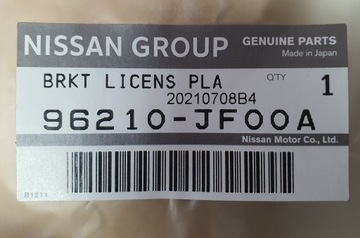 NISSAN GROUP GENUINE PARTS
Made in Japan
BRKT LICENS PLA Q'TY 1
20210708B4
96210-JF00A
Nissan Motor Co., Ltd.